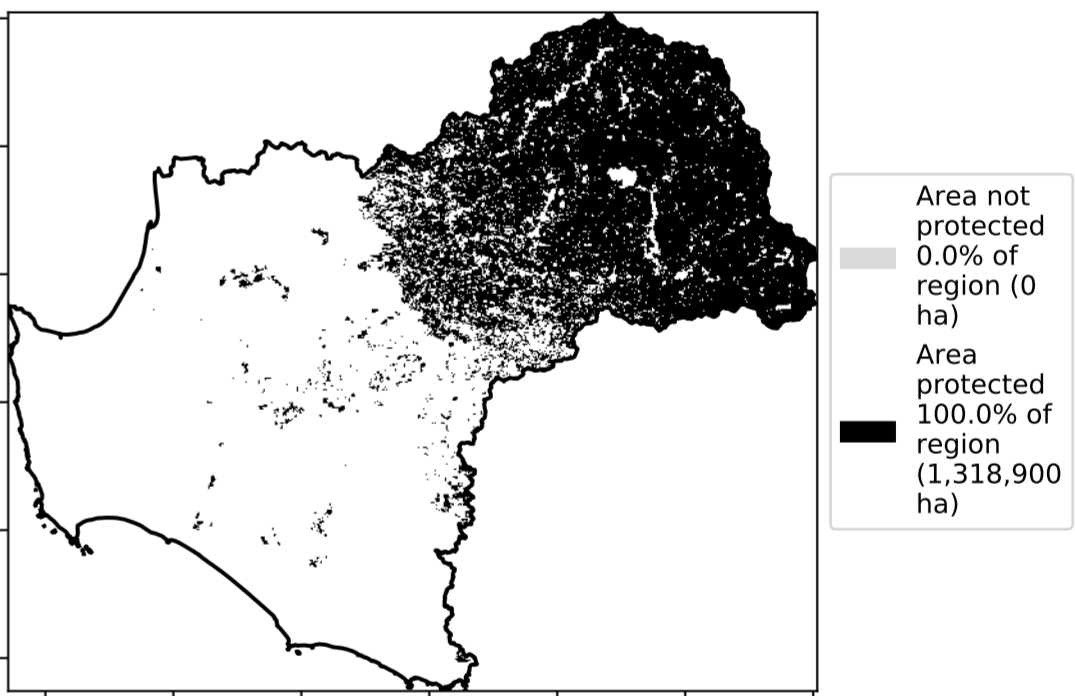 Area not
protected
0.0% of
region (0
ha)
Area
protected
100.0% of
region
(1,318,900
ha)